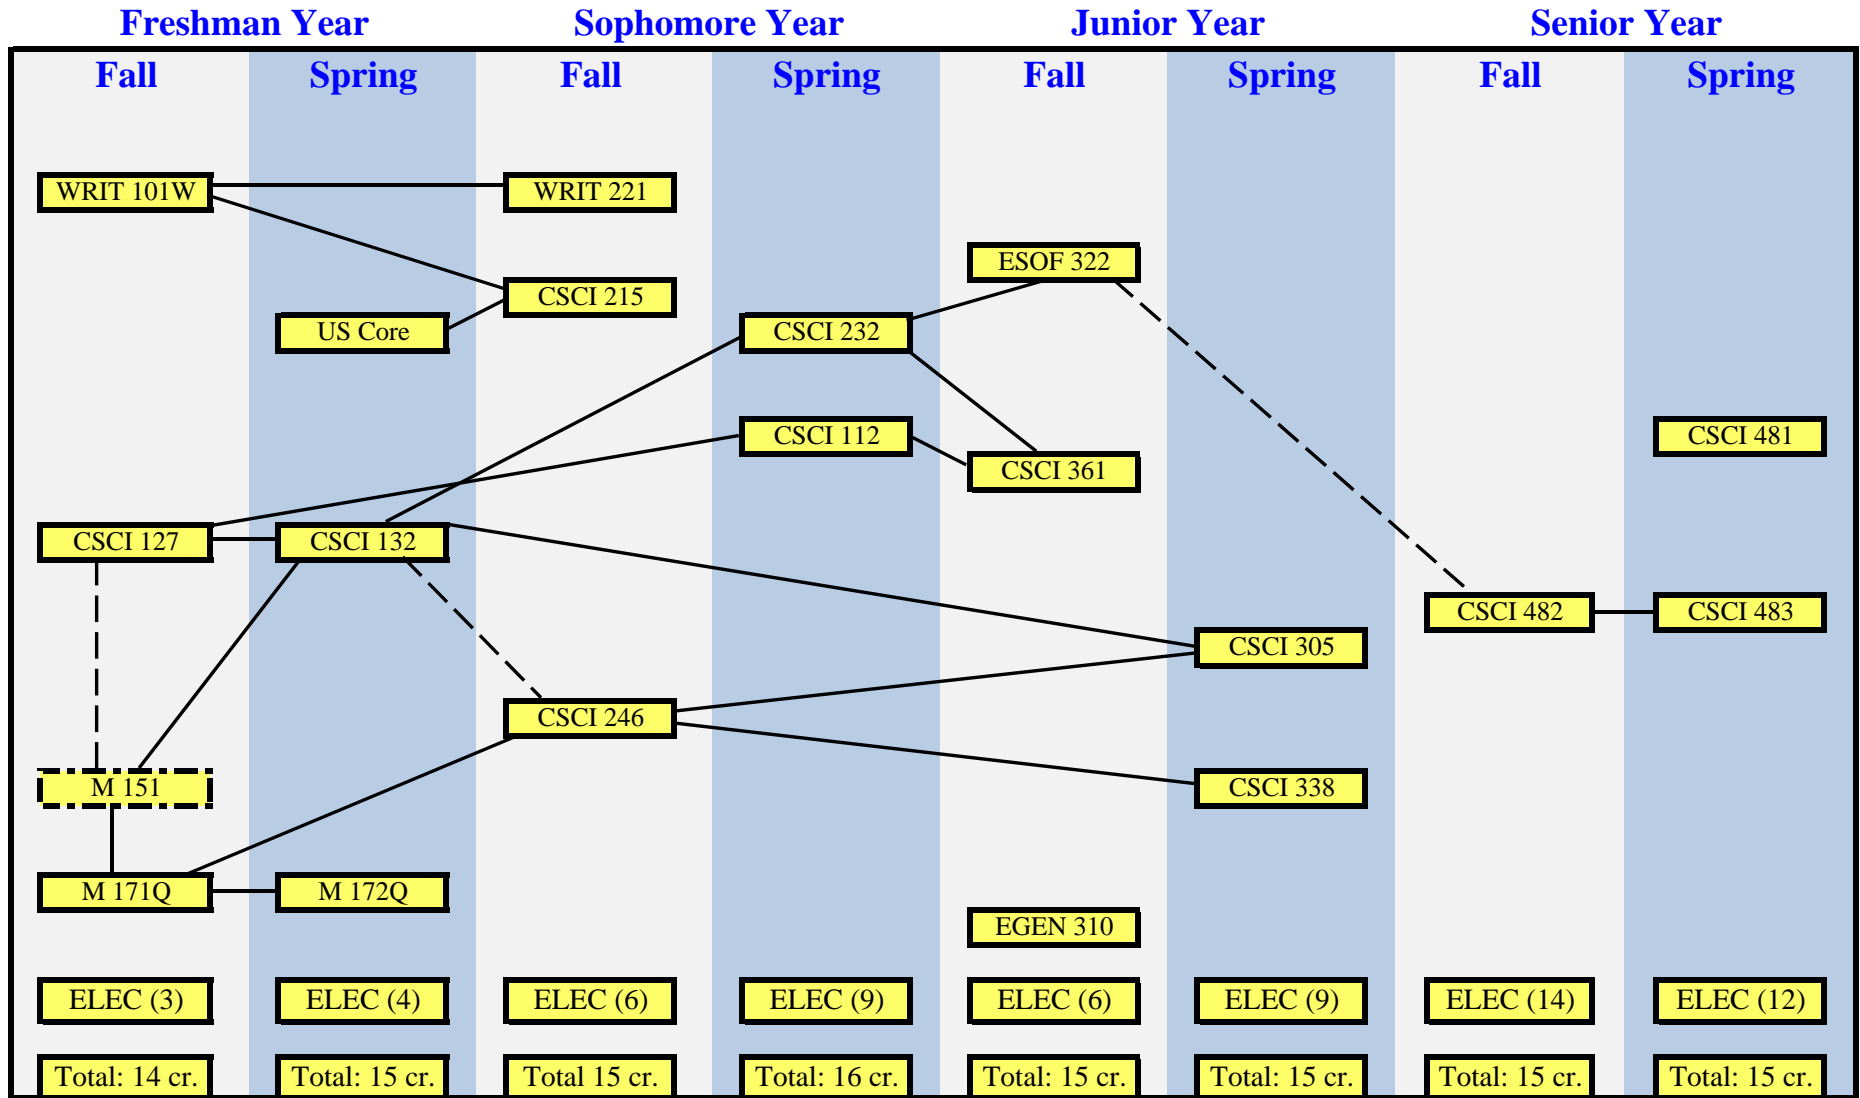 Freshman Year Sophomore Year Junior Year Senior Year
Fall Spring Fall Spring Fall Spring Fall Spring
WRIT 101W WRIT 221
ESOF 322
CSCI 215
US Core CSCI 232
CSCI 112 CSCI 481
CSCI 361
CSCI 127 CSCI 132
CSCI 482 CSCI 483
CSCI 305
CSCI 246
M 151 CSCI 338
M 171Q M 172Q
EGEN 310
ELEC (3) ELEC (4) ELEC (6) ELEC (9) ELEC (6) ELEC (9) ELEC (14) ELEC (12)
Total: 14 cr. Total: 15 cr. Total 15 cr. Total: 16 cr. Total: 15 cr. Total: 15 cr. Total: 15 cr. Total: 15 cr.